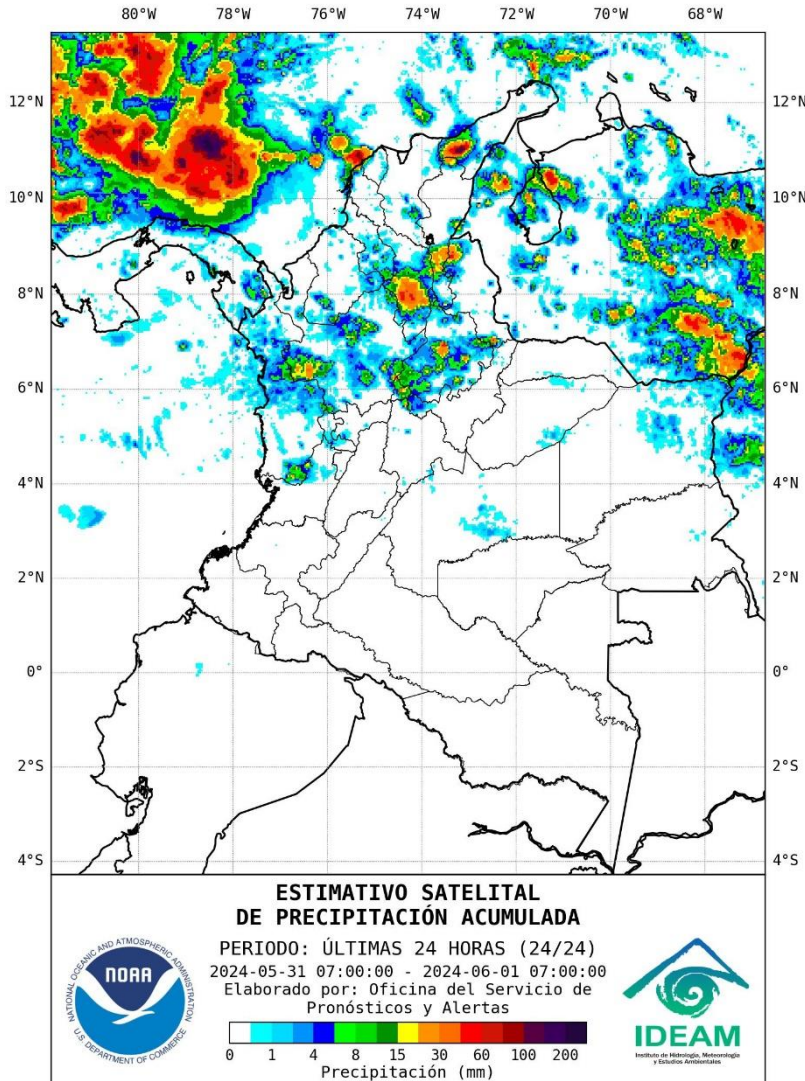 80°W 78°W 76°W 74°W 72°W 70°W 68°W
12°N
10°N
8°N
6°N
4°N
2°N
0°
2°S
4°S
12°N
10°N
8°N
6°N
4°N
2°N
0°
2°S
4°S
ESTIMATIVO SATELITAL
DE PRECIPITACIÓN ACUMULADA
PERIODO: ÚLTIMAS 24 HORAS (24/24)
2024-05-31 07:00:00 - 2024-06-01 07:00:00
Elaborado por: Oficina del Servicio de
Pronósticos y Alertas
0 1 4 8 15 30 60 100 200
Precipitación (mm)
NATIONAL OCEANIC AND ATMOSPHERIC ADMINISTRATION
NOAA
U.S. DEPARTMENT OF COMMERCE
IDEAM
Instituto de Hidrología, Meteorología
y Estudios Ambientales